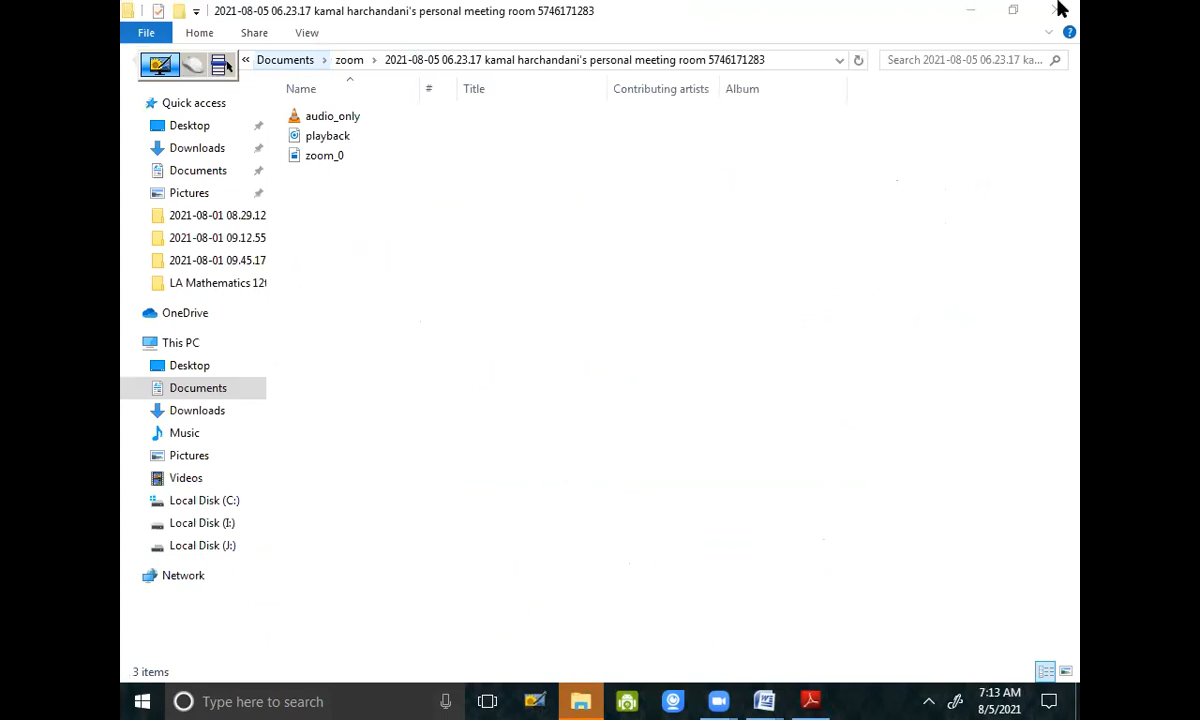 2021-08-05 06.23.17 kamal harchandani's personal meeting room 5746171283
File Home Share View
« Documents > zoom > 2021-08-05 06.23.17 kamal harchandani's personal meeting room 5746171283
Search 2021-08-05 06.23.17 ka...
Name # Title Contributing artists Album
audio_only
playback
zoom_0
Quick access
Desktop
Downloads
Documents
Pictures
2021-08-01 08.29.12
2021-08-01 09.12.55
2021-08-01 09.45.17
LA Mathematics 120
OneDrive
This PC
Desktop
Documents
Downloads
Music
Pictures
Videos
Local Disk (C:)
Local Disk (I:)
Local Disk (J:)
Network
3 items
Type here to search
7:13 AM
8/5/2021